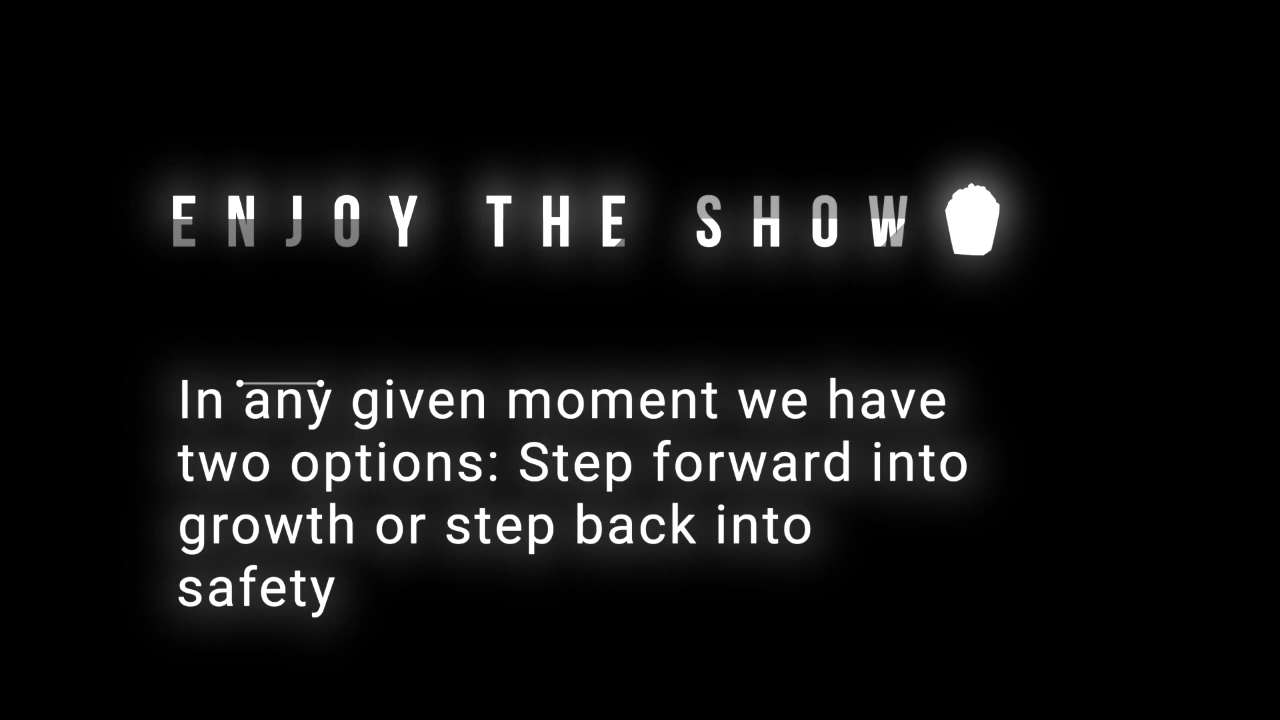 ENJOY THE SHOW
In any given moment we have
two options: Step forward into
growth or step back into
safety